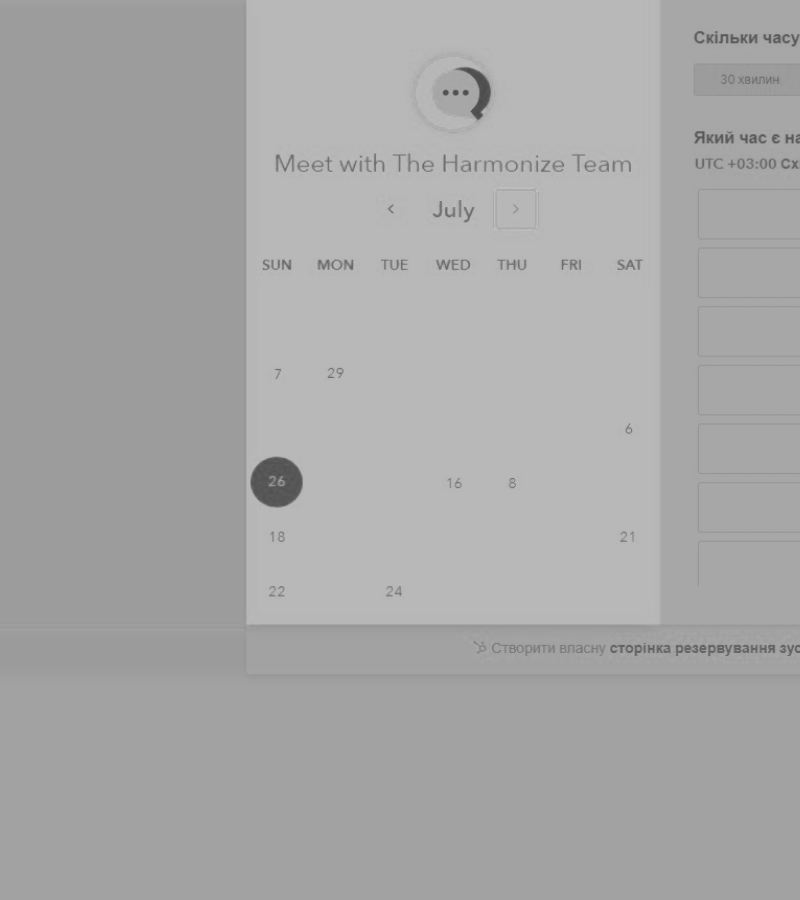 Скільки часу
30 хвилин
Meet with The Harmonize Team
Який час є на
UTC +03:00 Сх
July
SUN MON TUE WED THU FRI SAT
7 29
6
26 16 8
18 21
22 24
Створити власну сторінка резервування зус